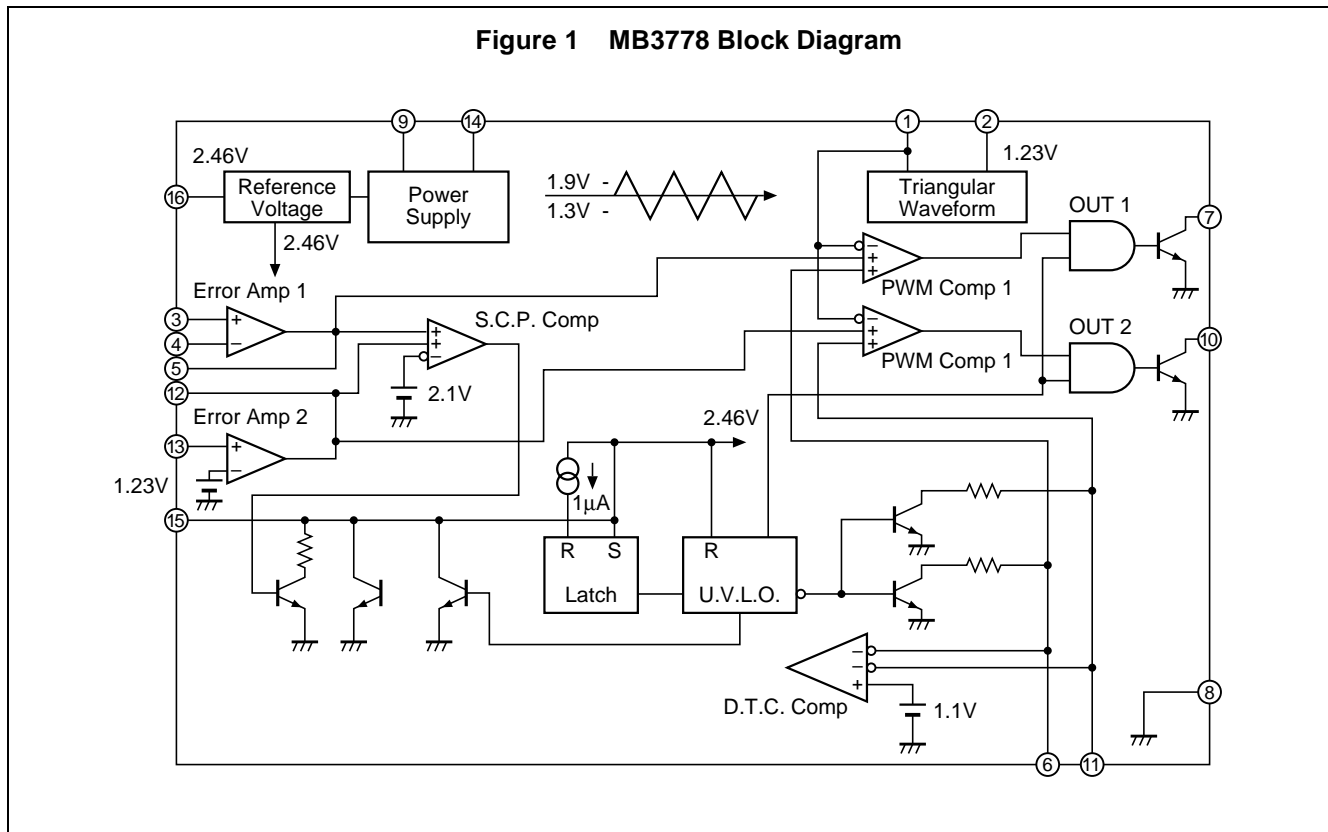 Figure 1 MB3778 Block Diagram
9 14 1 2
2.46V
1.23V
16
Reference Voltage
Power Supply
1.9V -
1.3V -
Triangular Waveform
OUT 1
7
2.46V
Error Amp 1
3 +
4 −
5
S.C.P. Comp
+
+
−
2.1V
−
+
+
PWM Comp 1
−
+
+
PWM Comp 1
OUT 2
10
12
Error Amp 2
13 +
−
1.23V
2.46V
1μA
15
R S
Latch
R
U.V.L.O.
−
−
+
D.T.C. Comp
1.1V
8
6 11